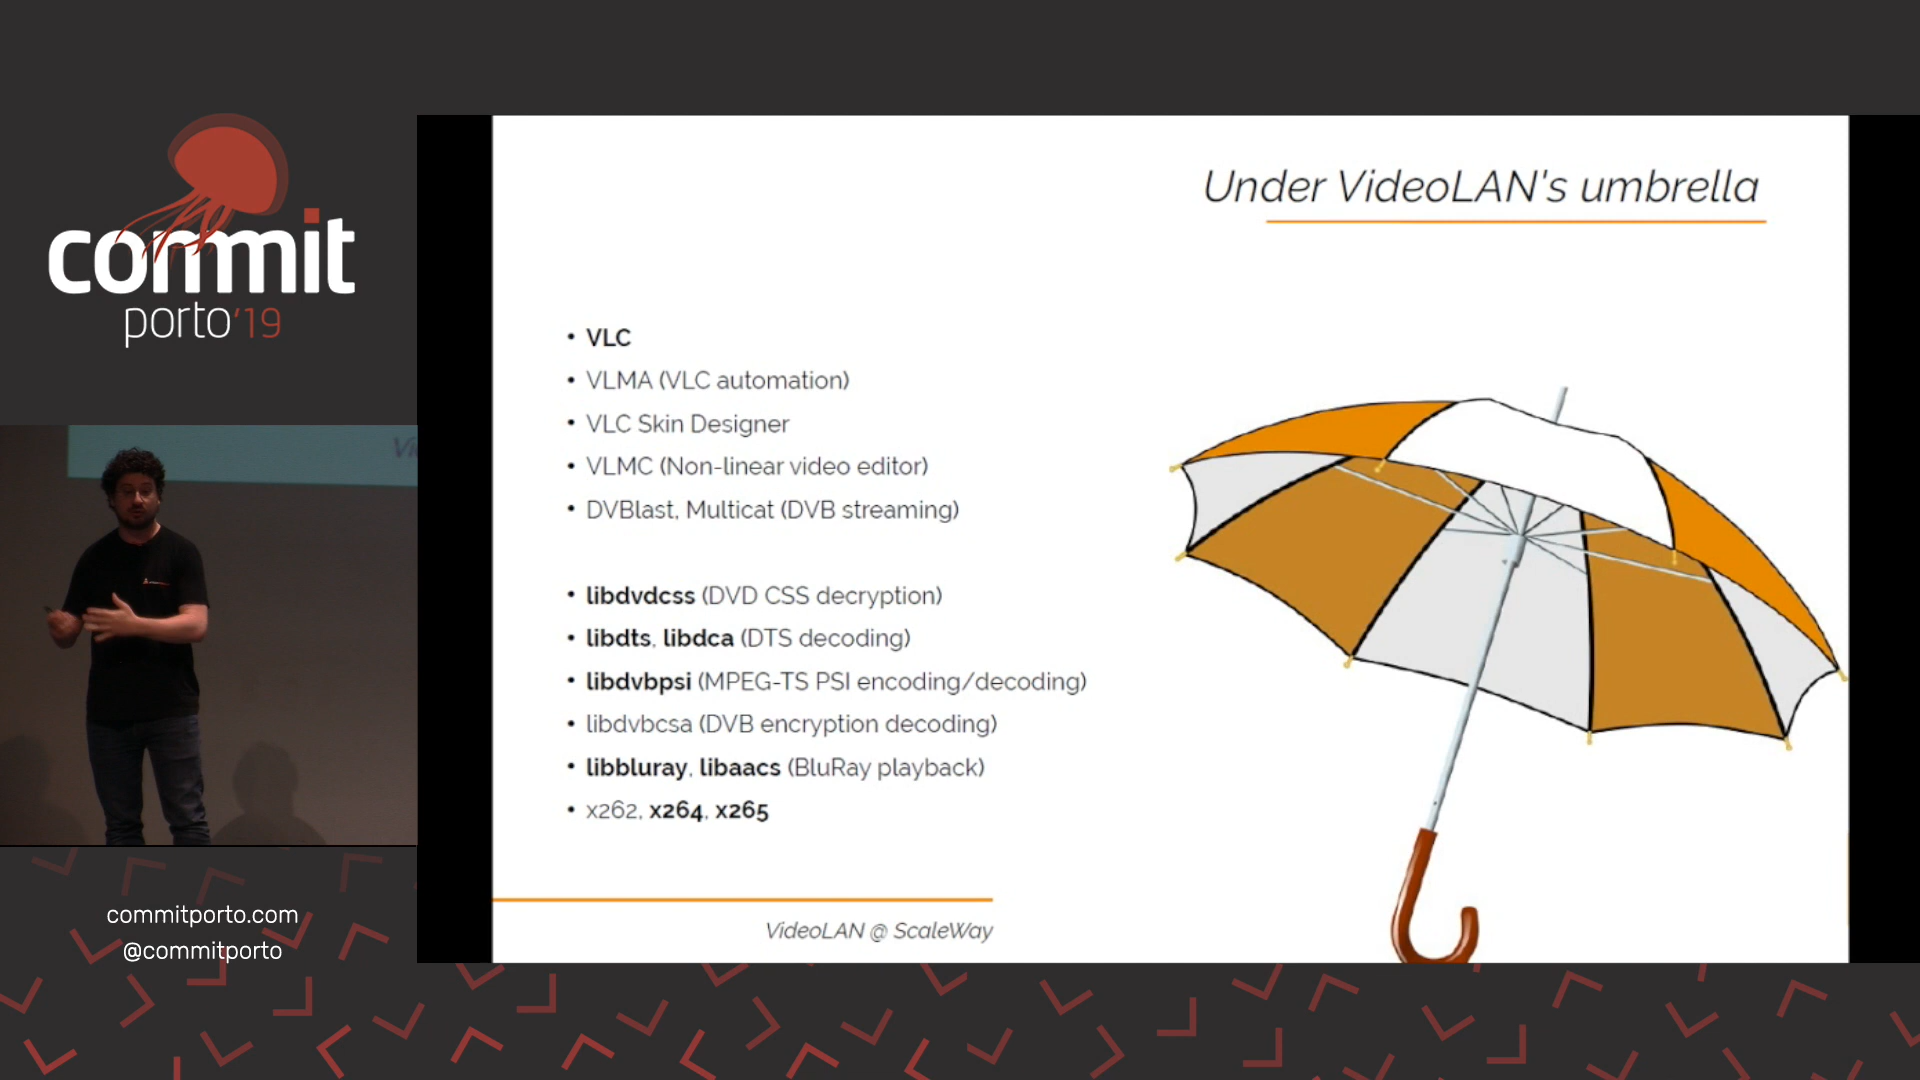 commit
porto'19
Under VideoLAN's umbrella
• VLC
• VLMA (VLC automation)
• VLC Skin Designer
• VLMC (Non-linear video editor)
• DVBlast, Multicat (DVB streaming)
• libdvdcss (DVD CSS decryption)
• libdts, libdca (DTS decoding)
• libdvbpsi (MPEG-TS PSI encoding/decoding)
• libdvbcsa (DVB encryption decoding)
• libbluray, libaacs (BluRay playback)
• x262, x264, x265
VideoLAN @ ScaleWay
commitporto.com
@commitporto